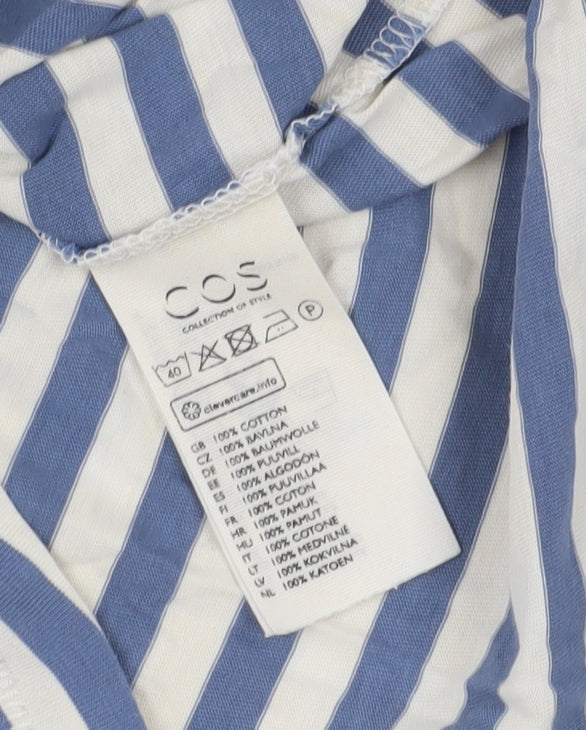 COS
COLLECTION OF STYLE
40 P
clevercare.info
GB 100% COTTON
CZ 100% BAVLNA
DE 100% BAUMWOLLE
EE 100% PUUVILL
ES 100% ALGODÓN
FI 100% PUUVILLAA
FR 100% COTON
HR 100% PAMUK
HU 100% PAMUT
IT 100% COTONE
LT 100% MEDVILNĖ
LV 100% KOKVILNA
NL 100% KATOEN